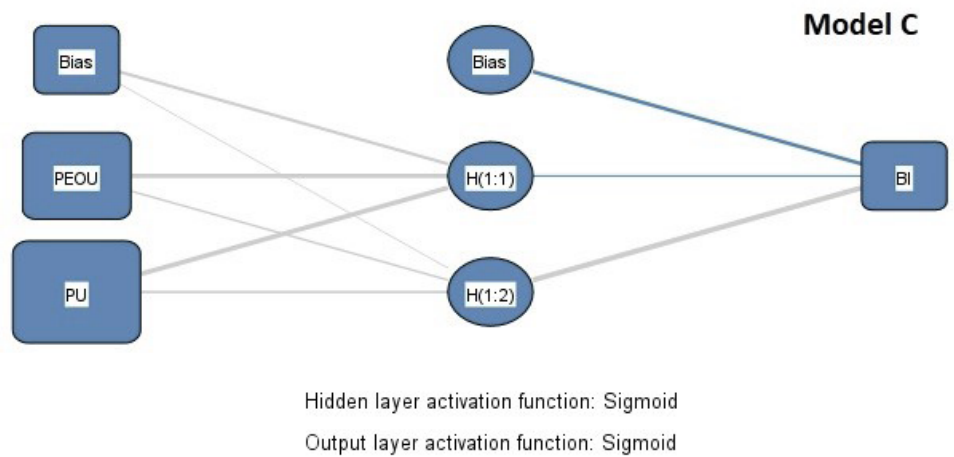 Model C
Bias
Bias
PEOU
H(1:1)
BI
PU
H(1:2)
Hidden layer activation function: Sigmoid
Output layer activation function: Sigmoid